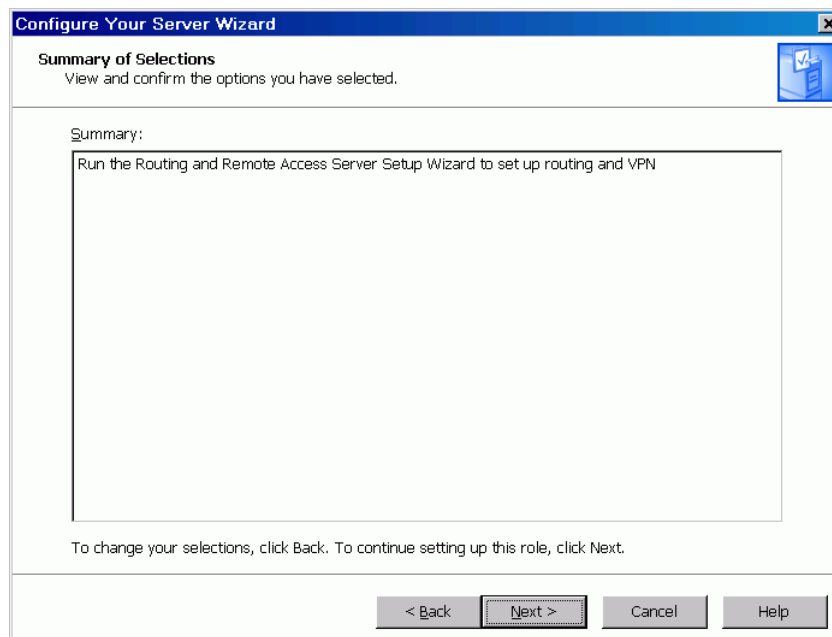 Configure Your Server Wizard
Summary of Selections
View and confirm the options you have selected.
Summary:
Run the Routing and Remote Access Server Setup Wizard to set up routing and VPN
To change your selections, click Back. To continue setting up this role, click Next.
< Back
Next >
Cancel
Help